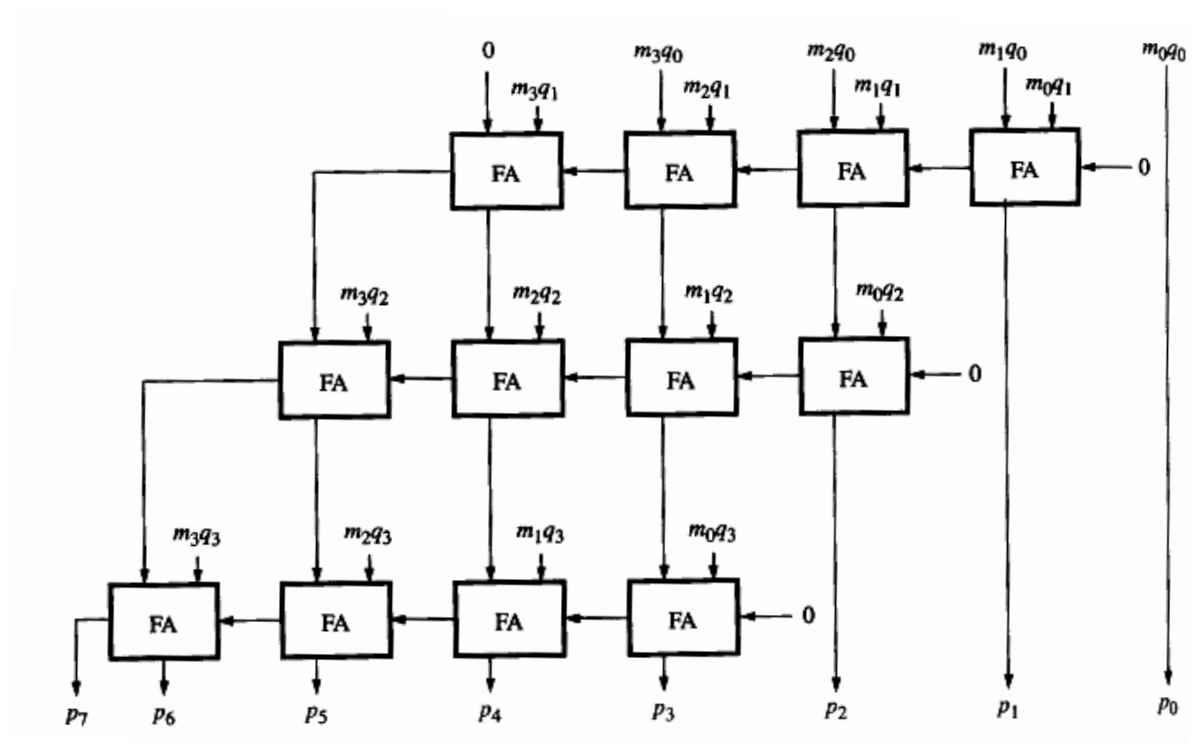 0 m₃q₀ m₂q₀ m₁q₀ m₀q₀
m₃q₁ m₂q₁ m₁q₁ m₀q₁
FA FA FA FA 0
m₃q₂ m₂q₂ m₁q₂ m₀q₂
FA FA FA FA 0
m₃q₃ m₂q₃ m₁q₃ m₀q₃
FA FA FA FA 0
p₇ p₆ p₅ p₄ p₃ p₂ p₁ p₀